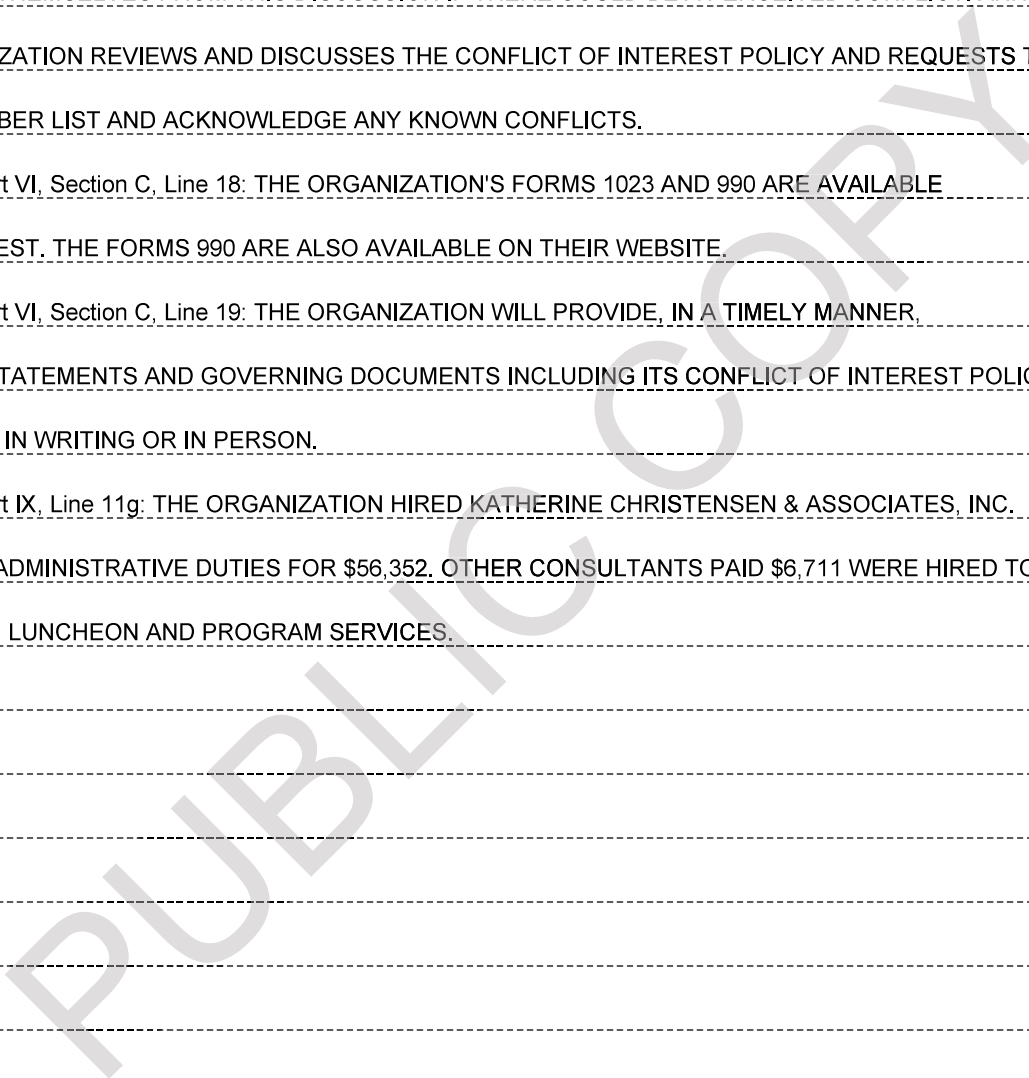 ZATION REVIEWS AND DISCUSSES THE CONFLICT OF INTEREST POLICY AND REQUESTS
BER LIST AND ACKNOWLEDGE ANY KNOWN CONFLICTS.
rt VI, Section C, Line 18: THE ORGANIZATION'S FORMS 1023 AND 990 ARE AVAILABLE
EST. THE FORMS 990 ARE ALSO AVAILABLE ON THEIR WEBSITE.
rt VI, Section C, Line 19: THE ORGANIZATION WILL PROVIDE, IN A TIMELY MANNER,
TATEMENTS AND GOVERNING DOCUMENTS INCLUDING ITS CONFLICT OF INTEREST POLIC
IN WRITING OR IN PERSON.
rt IX, Line 11g: THE ORGANIZATION HIRED KATHERINE CHRISTENSEN & ASSOCIATES, INC.
ADMINISTRATIVE DUTIES FOR $56,352. OTHER CONSULTANTS PAID $6,711 WERE HIRED TO
LUNCHEON AND PROGRAM SERVICES.
PUBLIC COPY